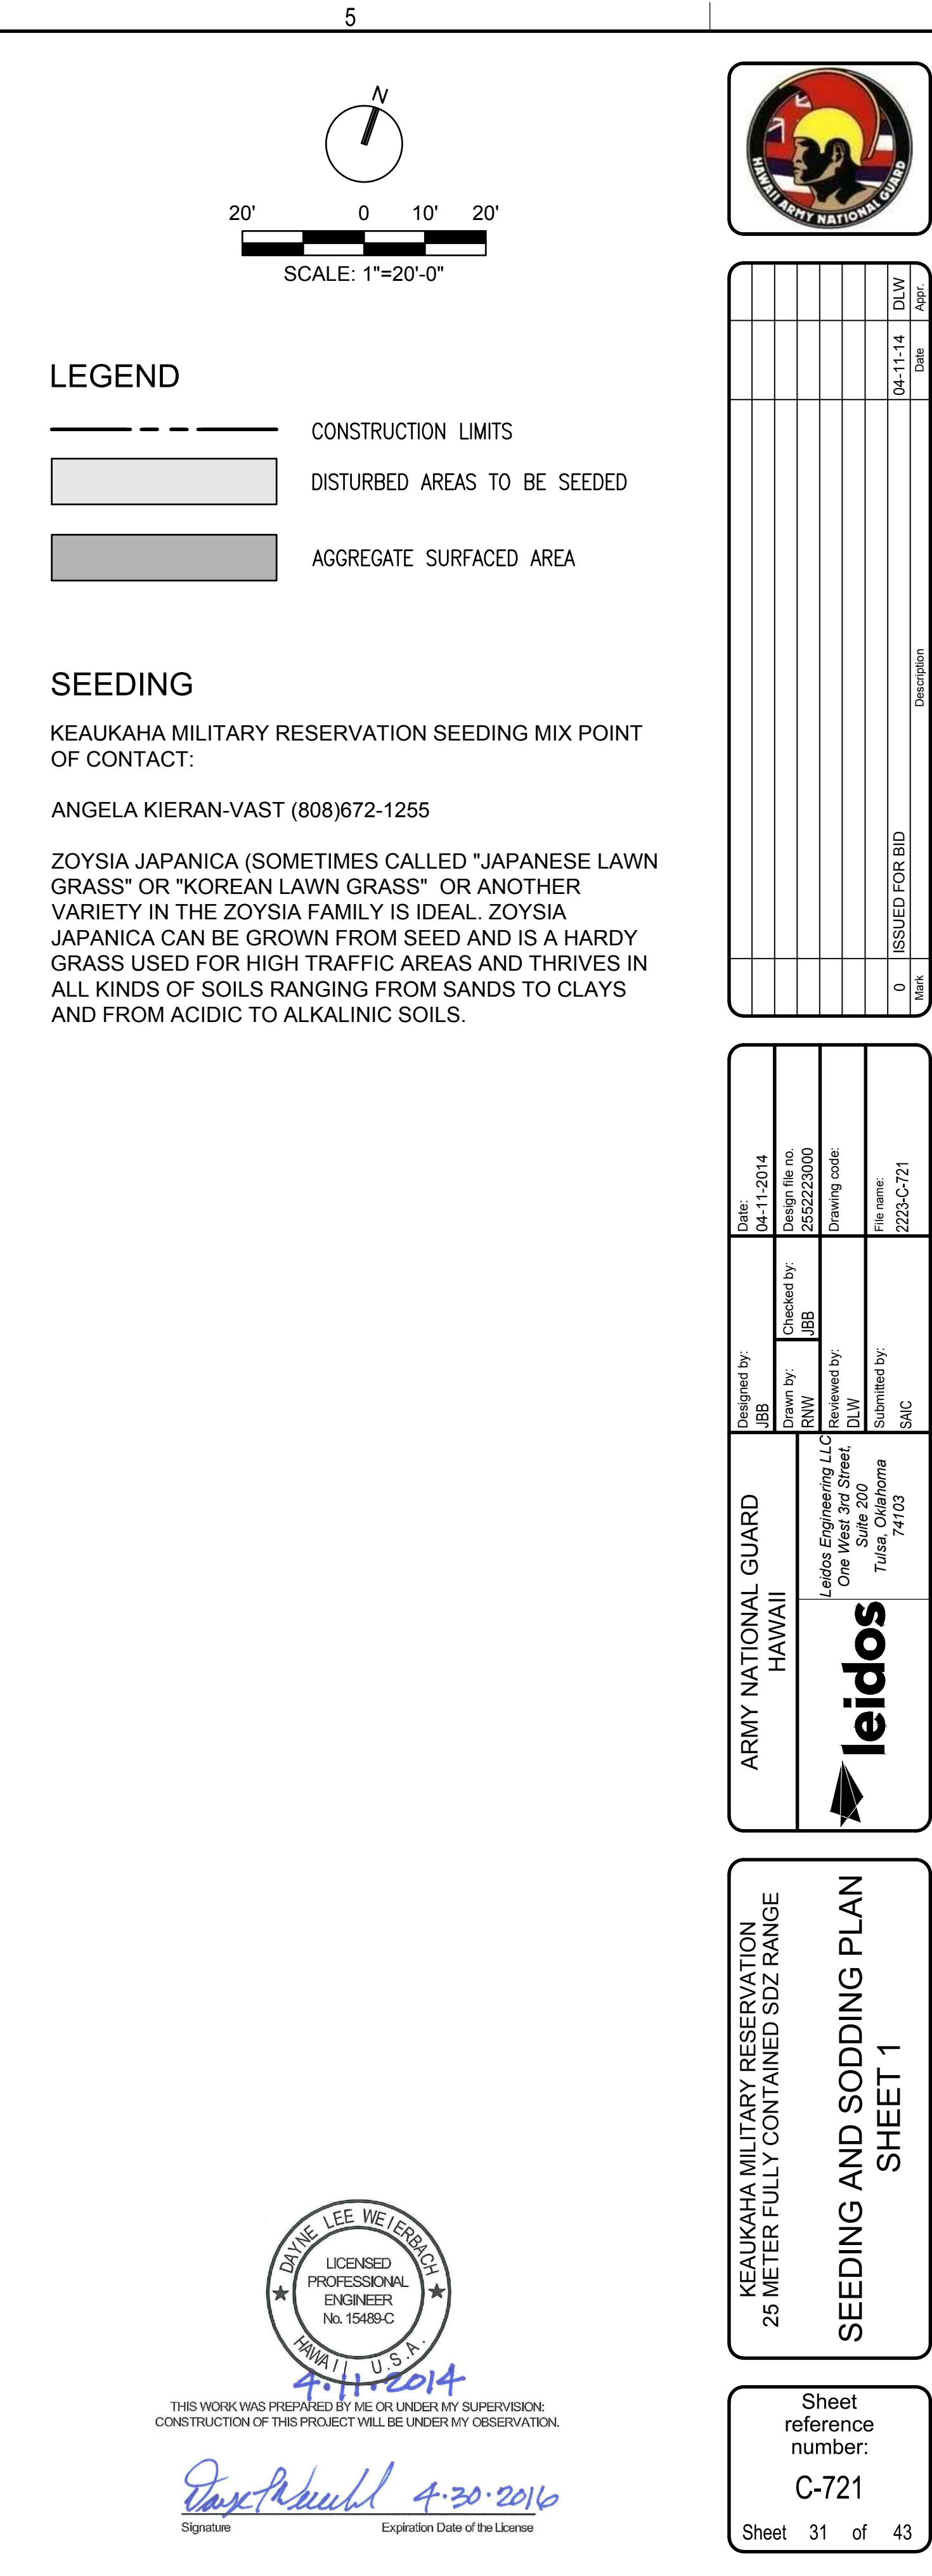 5
N
20' 0 10' 20'
SCALE: 1"=20'-0"
LEGEND
CONSTRUCTION LIMITS
DISTURBED AREAS TO BE SEEDED
AGGREGATE SURFACED AREA
SEEDING
KEAUKAHA MILITARY RESERVATION SEEDING MIX POINT
OF CONTACT:
ANGELA KIERAN-VAST (808)672-1255
ZOYSIA JAPANICA (SOMETIMES CALLED "JAPANESE LAWN
GRASS" OR "KOREAN LAWN GRASS" OR ANOTHER
VARIETY IN THE ZOYSIA FAMILY IS IDEAL. ZOYSIA
JAPANICA CAN BE GROWN FROM SEED AND IS A HARDY
GRASS USED FOR HIGH TRAFFIC AREAS AND THRIVES IN
ALL KINDS OF SOILS RANGING FROM SANDS TO CLAYS
AND FROM ACIDIC TO ALKALINIC SOILS.
DAYNE LEE WEIERBACH
LICENSED
PROFESSIONAL
ENGINEER
No. 15489-C
HAWAII U.S.A.
4.11.2014
THIS WORK WAS PREPARED BY ME OR UNDER MY SUPERVISION:
CONSTRUCTION OF THIS PROJECT WILL BE UNDER MY OBSERVATION.
4.30.2016
Signature Expiration Date of the License
HAWAII ARMY NATIONAL GUARD
0 ISSUED FOR BID 04-11-14 DLW
Mark Description Date Appr.
Designed by:
JBB
Date:
04-11-2014
Drawn by:
RNW
Checked by:
JBB
Design file no.
2552223000
Reviewed by:
DLW
Drawing code:
Submitted by:
SAIC
File name:
2223-C-721
ARMY NATIONAL GUARD
HAWAII
leidos
Leidos Engineering LLC
One West 3rd Street,
Suite 200
Tulsa, Oklahoma
74103
KEAUKAHA MILITARY RESERVATION
25 METER FULLY CONTAINED SDZ RANGE
SEEDING AND SODDING PLAN
SHEET 1
Sheet
reference
number:
C-721
Sheet 31 of 43